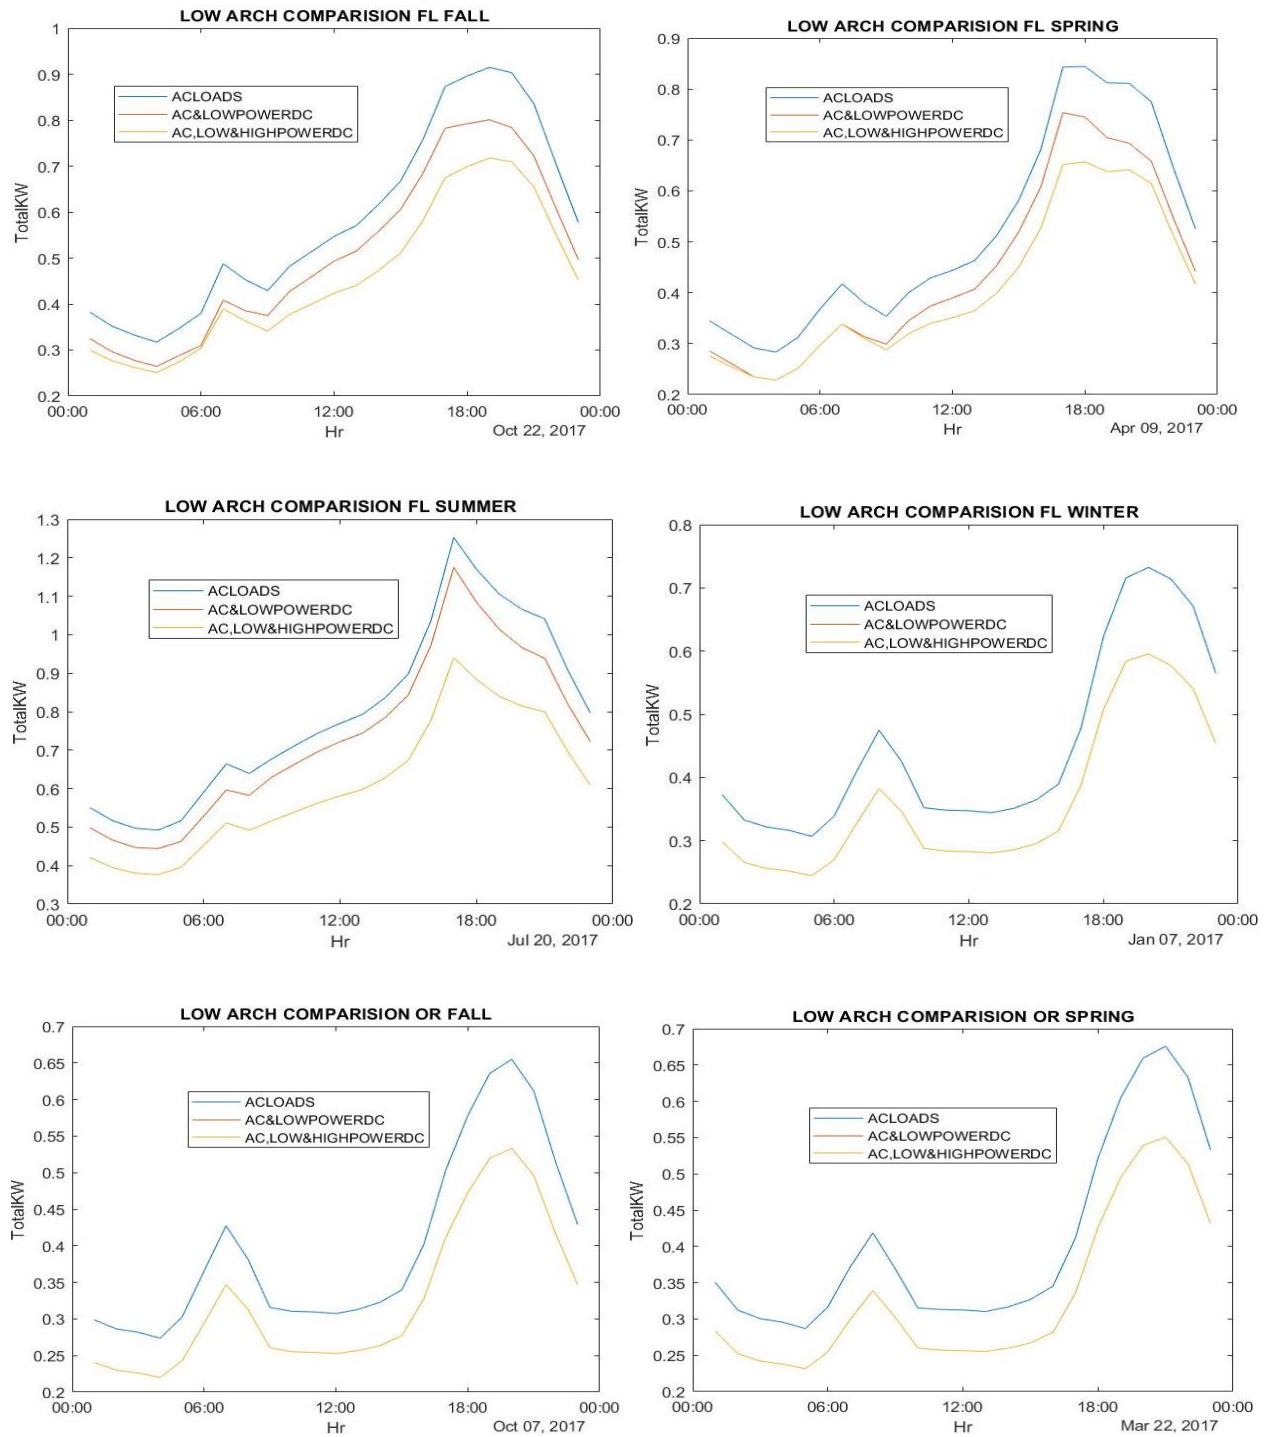 LOW ARCH COMPARISION FL FALL
1
0.9
0.8
0.7
0.6
0.5
0.4
0.3
0.2
TotalKW
ACLOADS
AC&LOWPOWERDC
AC,LOW&HIGHPOWERDC
00:00 06:00 12:00 18:00 00:00
Hr
Oct 22, 2017
LOW ARCH COMPARISION FL SPRING
0.9
0.8
0.7
0.6
0.5
0.4
0.3
0.2
TotalKW
ACLOADS
AC&LOWPOWERDC
AC,LOW&HIGHPOWERDC
00:00 06:00 12:00 18:00 00:00
Hr
Apr 09, 2017
LOW ARCH COMPARISION FL SUMMER
1.3
1.2
1.1
1
0.9
0.8
0.7
0.6
0.5
0.4
0.3
TotalKW
ACLOADS
AC&LOWPOWERDC
AC,LOW&HIGHPOWERDC
00:00 06:00 12:00 18:00 00:00
Hr
Jul 20, 2017
LOW ARCH COMPARISION FL WINTER
0.8
0.7
0.6
0.5
0.4
0.3
0.2
TotalKW
ACLOADS
AC&LOWPOWERDC
AC,LOW&HIGHPOWERDC
00:00 06:00 12:00 18:00 00:00
Hr
Jan 07, 2017
LOW ARCH COMPARISION OR FALL
0.7
0.65
0.6
0.55
0.5
0.45
0.4
0.35
0.3
0.25
0.2
TotalKW
ACLOADS
AC&LOWPOWERDC
AC,LOW&HIGHPOWERDC
00:00 06:00 12:00 18:00 00:00
Hr
Oct 07, 2017
LOW ARCH COMPARISION OR SPRING
0.7
0.65
0.6
0.55
0.5
0.45
0.4
0.35
0.3
0.25
0.2
TotalKW
ACLOADS
AC&LOWPOWERDC
AC,LOW&HIGHPOWERDC
00:00 06:00 12:00 18:00 00:00
Hr
Mar 22, 2017